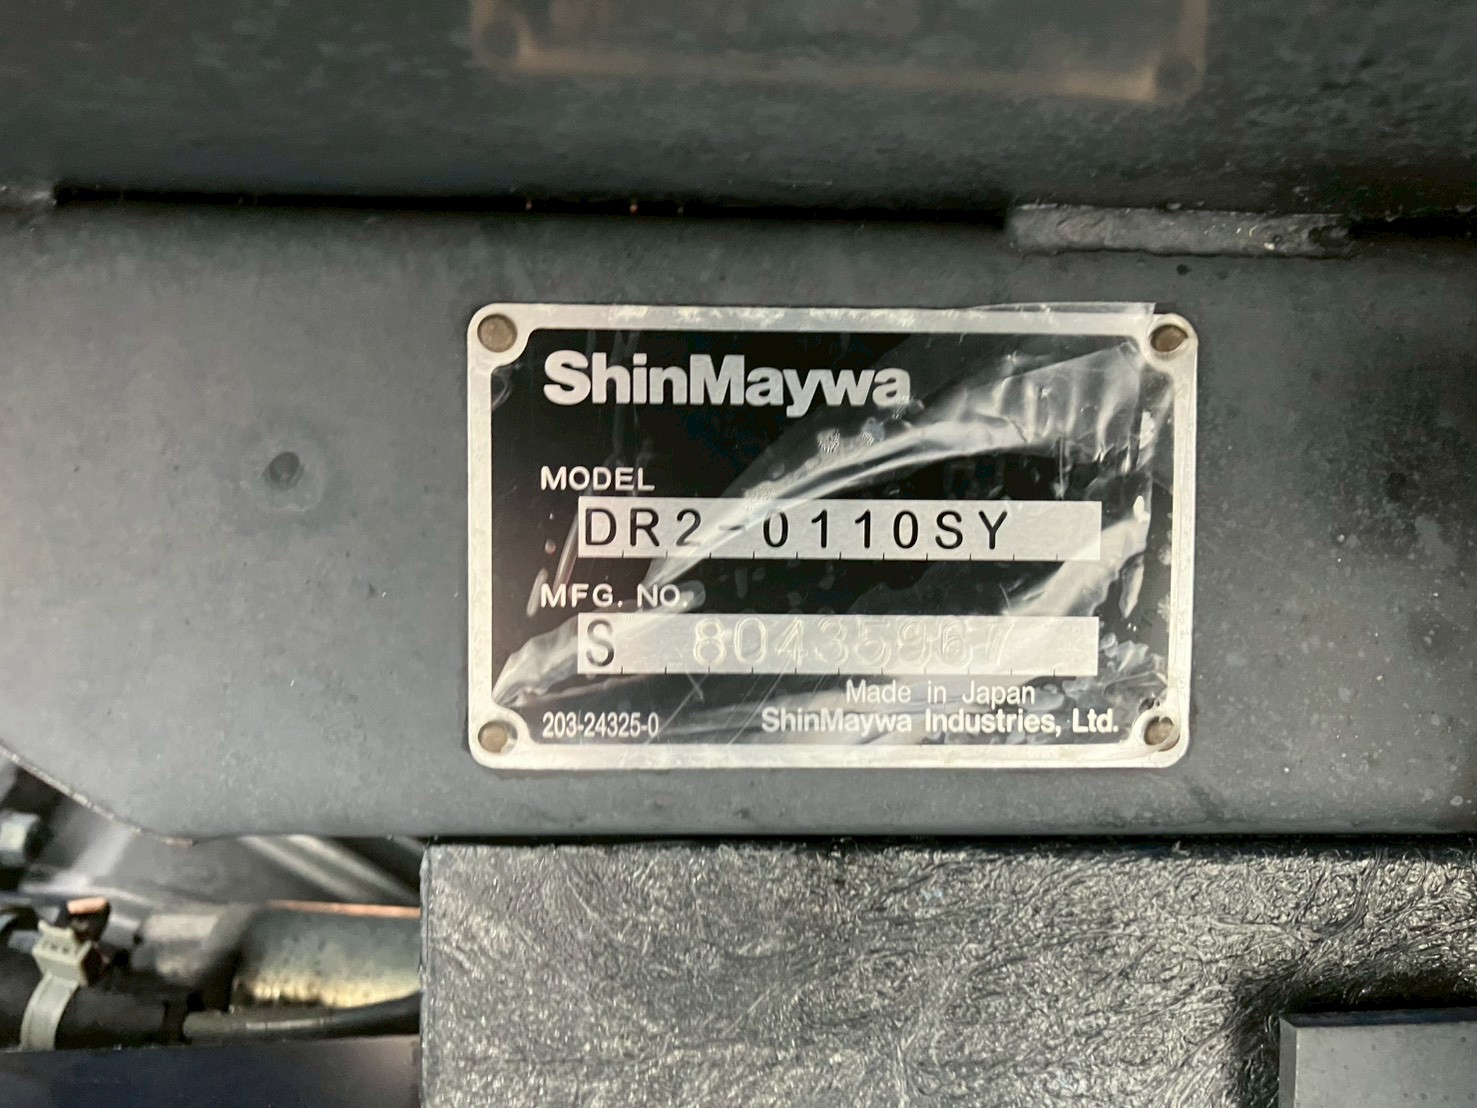 ShinMaywa
MODEL
DR2-0110SY
MFG. NO.
S 80435967
Made in Japan
203-24325-0 ShinMaywa Industries, Ltd.